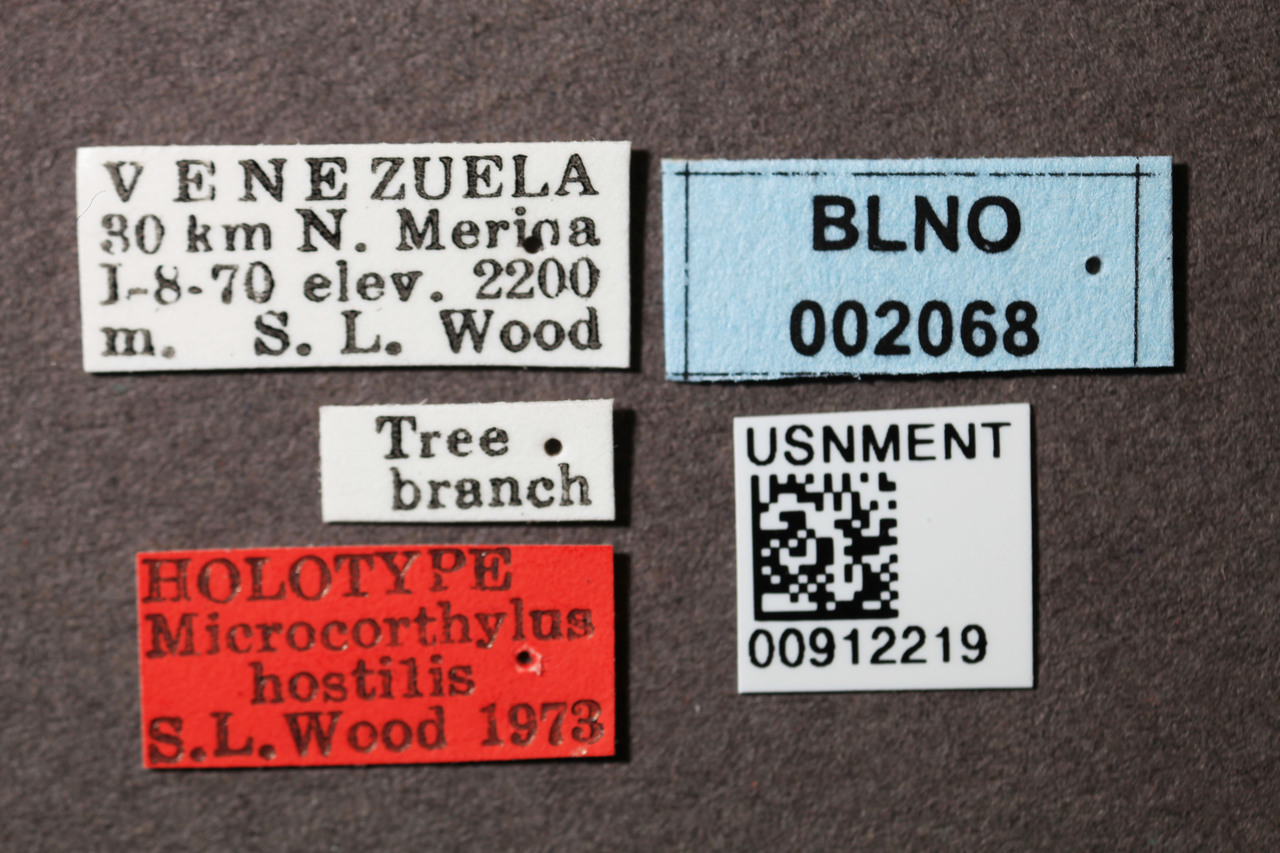 VENEZUELA
30 km N. Merida
I-8-70 elev. 2200
m. S. L. Wood
BLNO
002068
Tree
branch
USNMENT
00912219
HOLOTYPE
Microcorthylus
hostilis
S.L.Wood 1973